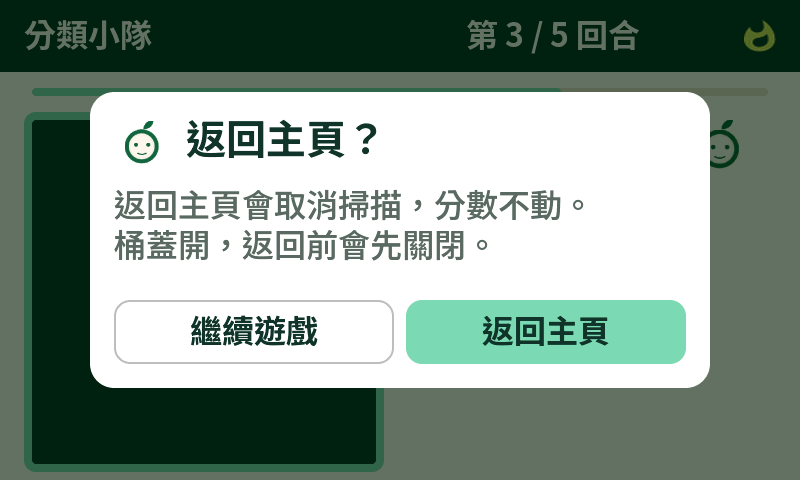 分類小隊
第 3 / 5 回合
返回主頁？
返回主頁會取消掃描，分數不動。
桶蓋開，返回前會先關閉。
繼續遊戲
返回主頁